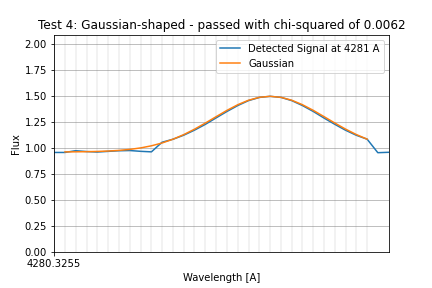 Test 4: Gaussian-shaped - passed with chi-squared of 0.0062
2.00
Detected Signal at 4281 A
Gaussian
1.75
1.50
1.25
1.00
0.75
0.50
0.25
0.00
Flux
4280.3255
Wavelength [A]